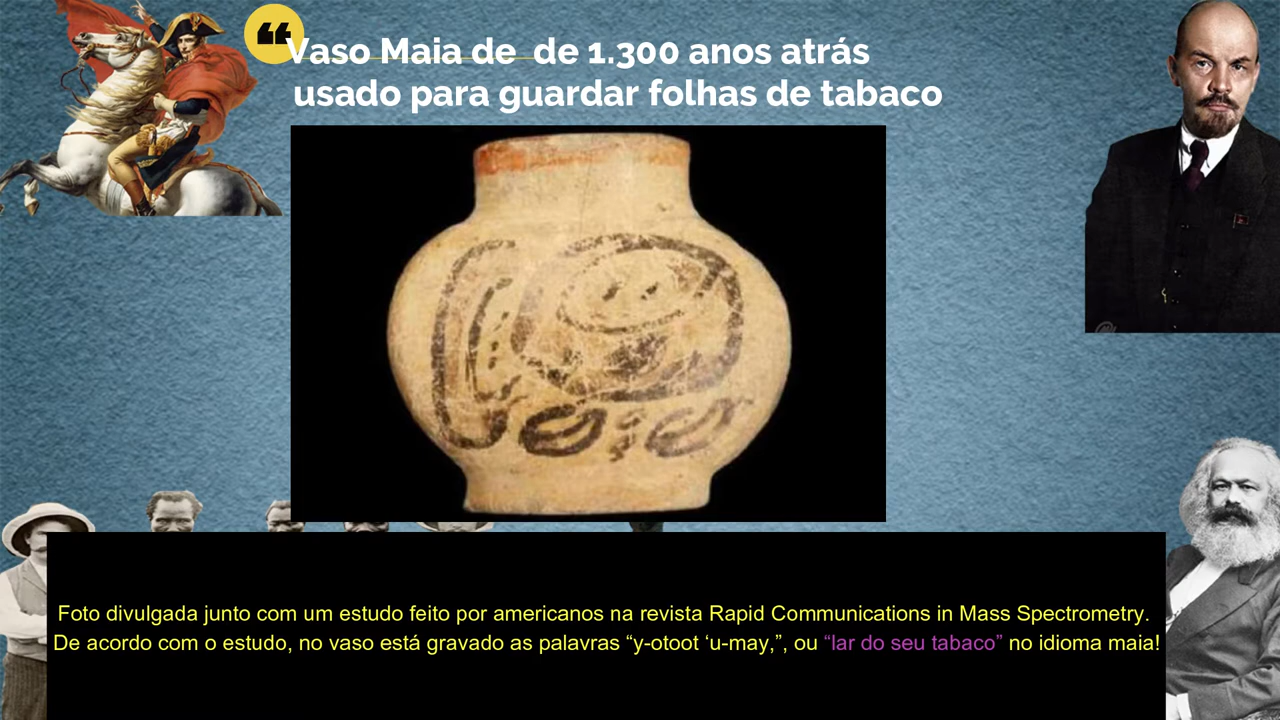 Vaso Maia de  de 1.300 anos atrás
usado para guardar folhas de tabaco
Foto divulgada junto com um estudo feito por americanos na revista Rapid Communications in Mass Spectrometry.
De acordo com o estudo, no vaso está gravado as palavras “y-otoot ‘u-may,”, ou “lar do seu tabaco” no idioma maia!